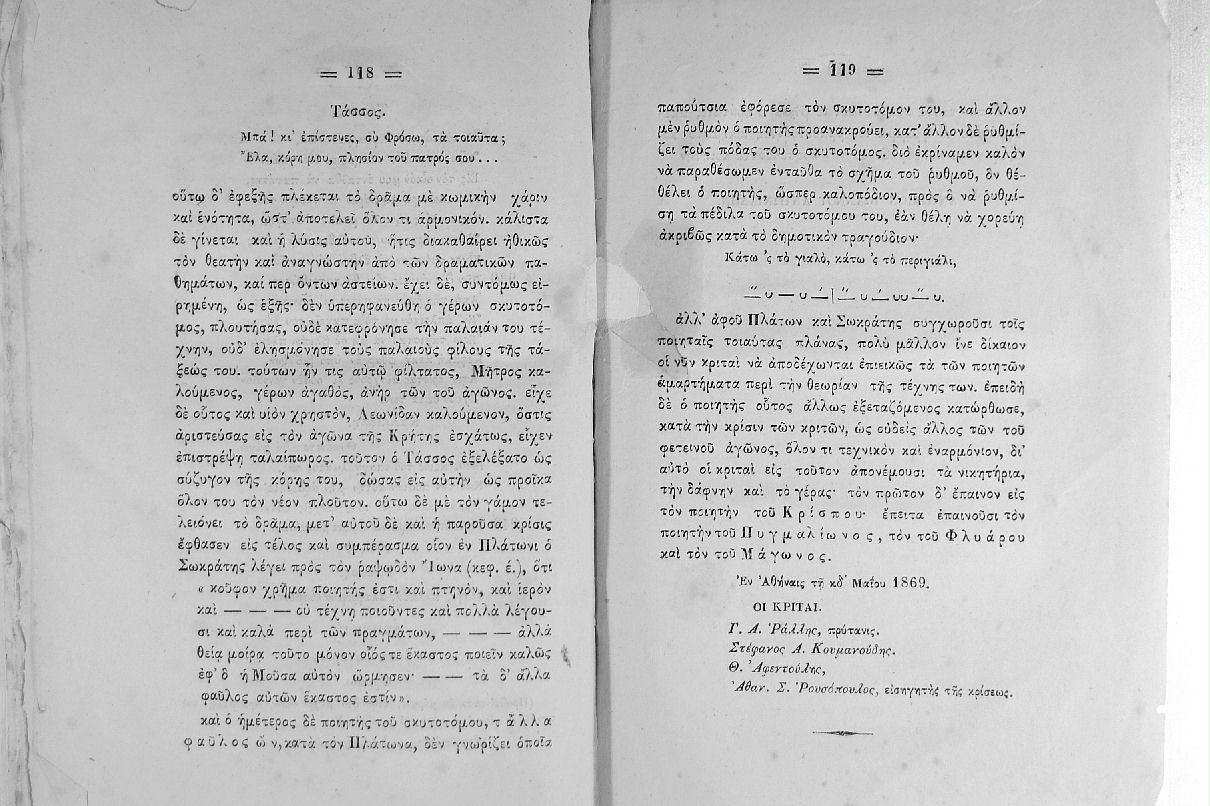 = 118 =
Τάσσος.
Μπά! κι' ἐπίστενες, σὺ Φρόσω, τὰ τοιαῦτα;
Ἔλα, κόρη μου, πλησίον τοῦ πατρός σου...
οὕτω δ' ἐφεξῆς πλέκεται τὸ δρᾶμα μὲ κωμικὴν χάριν
καὶ ἑνότητα, ὥστ' ἀποτελεῖ ὅλον τι ἁρμονικόν. κάλιστα
δὲ γίνεται καὶ ἡ λύσις αὐτοῦ, ἥτις διακαθαίρει ἠθικῶς
τὸν θεατὴν καὶ ἀναγνώστην ἀπὸ τῶν δραματικῶν πα-
θημάτων, καί περ ὄντων ἀστείων. ἔχει δέ, συντόμως εἰ-
ρημένη, ὡς ἑξῆς· δὲν ὑπερηφανεύθη ὁ γέρων σκυτοτό-
μος, πλουτήσας, οὐδὲ κατεφρόνησε τὴν παλαιάν του τέ-
χνην, οὐδ' ἐλησμόνησε τοὺς παλαιοὺς φίλους τῆς τά-
ξεώς του. τούτων ἦν τις αὐτῷ φίλτατος, Μῆτρος κα-
λούμενος, γέρων ἀγαθός, ἀνὴρ τῶν τοῦ ἀγῶνος. εἶχε
δὲ οὗτος καὶ υἱὸν χρηστόν, Λεωνίδαν καλούμενον, ὅστις
ἀριστεύσας εἰς τὸν ἀγῶνα τῆς Κρήτης ἐσχάτως, εἶχεν
ἐπιστρέψῃ ταλαίπωρος. τοῦτον ὁ Τάσσος ἐξελέξατο ὡς
σύζυγον τῆς κόρης του, δώσας εἰς αὐτὴν ὡς προῖκα
ὅλον του τὸν νέον πλοῦτον. οὕτω δὲ μὲ τὸν γάμον τε-
λειόνει τὸ δρᾶμα, μετ' αὐτοῦ δὲ καὶ ἡ παροῦσα κρίσις
ἔφθασεν εἰς τέλος καὶ συμπέρασμα οἷον ἐν Πλάτωνι ὁ
Σωκράτης λέγει πρὸς τὸν ῥαψῳδὸν Ἴωνα (κεφ. έ.), ὅτι
« κοῦφον χρῆμα ποιητής ἐστι καὶ πτηνόν, καὶ ἱερὸν
καὶ — — — οὐ τέχνῃ ποιοῦντες καὶ πολλὰ λέγου-
σι καὶ καλὰ περὶ τῶν πραγμάτων, — — — ἀλλὰ
θείᾳ μοίρᾳ τοῦτο μόνον οἷός τε ἕκαστος ποιεῖν καλῶς
ἐφ' ὃ ἡ Μοῦσα αὐτὸν ὥρμησεν· — — τὰ δ' ἄλλα
φαῦλος αὐτῶν ἕκαστος ἐστίν».
καὶ ὁ ἡμέτερος δὲ ποιητὴς τοῦ σκυτοτόμου, τ ἄ λ λ α
φ α ῦ λ ο ς ὤ ν, κατὰ τὸν Πλάτωνα, δὲν γνωρίζει ὁποῖα
= 119 =
παπούτσια ἐφόρεσε τὸν σκυτοτόμον του, καὶ ἄλλον
μὲν ῥυθμὸν ὁ ποιητὴς προανακρούει, κατ' ἄλλον δὲ ῥυθμί-
ζει τοὺς πόδας του ὁ σκυτοτόμος. διὸ ἐκρίναμεν καλὸν
νὰ παραθέσωμεν ἐνταῦθα τὸ σχῆμα τοῦ ῥυθμοῦ, ὃν θέ-
θέλει ὁ ποιητής, ὥσπερ καλοπόδιον, πρὸς ὃ νὰ ῥυθμί-
σῃ τὰ πέδιλα τοῦ σκυτοτόμου του, ἐὰν θέλῃ νὰ χορεύῃ
ἀκριβῶς κατὰ τὸ δημοτικὸν τραγούδιον·
Κάτω 'ς τὸ γιαλό, κάτω 'ς τὸ περιγιάλι,
ἀλλ' ἀφοῦ Πλάτων καὶ Σωκράτης συγχωροῦσι τοῖς
ποιηταῖς τοιαύτας πλάνας, πολὺ μᾶλλον ἶνε δίκαιον
οἱ νῦν κριταὶ νὰ ἀποδέχωνται ἐπιεικῶς τὰ τῶν ποιητῶν
ἁμαρτήματα περὶ τὴν θεωρίαν τῆς τέχνης των. ἐπειδὴ
δὲ ὁ ποιητὴς οὗτος ἄλλως ἐξεταζόμενος κατώρθωσε,
κατὰ τὴν κρίσιν τῶν κριτῶν, ὡς οὐδεὶς ἄλλος τῶν τοῦ
φετεινοῦ ἀγῶνος, ὅλον τι τεχνικὸν καὶ ἐναρμόνιον, δι'
αὐτὸ οἱ κριταὶ εἰς τοῦτον ἀπονέμουσι τὰ νικητήρια,
τὴν δάφνην καὶ τὸ γέρας· τὸν πρῶτον δ' ἔπαινον εἰς
τὸν ποιητὴν τοῦ Κ ρ ί σ π ο υ· ἔπειτα ἐπαινοῦσι τὸν
ποιητὴν τοῦ Π υ γ μ α λ ί ω ν ο ς, τὸν τοῦ Φ λ υ ά ρ ο υ
καὶ τὸν τοῦ Μ ά γ ω ν ο ς.
Ἐν Ἀθήναις τῇ κδ' Μαΐου 1869.
ΟΙ ΚΡΙΤΑΙ.
Γ. Α. Ῥάλλης, πρύτανις.
Στέφανος Α. Κουμανούδης.
Θ. Ἀφεντούλης,
Ἀθαν. Σ. Ῥουσόπουλος, εἰσηγητὴς τῆς κρίσεως.